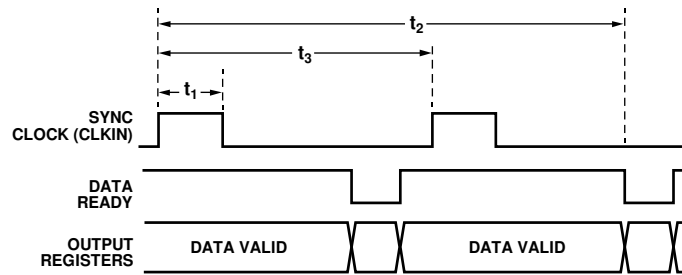 t2
t3
t1
SYNC
CLOCK (CLKIN)
DATA
READY
OUTPUT
REGISTERS
DATA VALID
DATA VALID